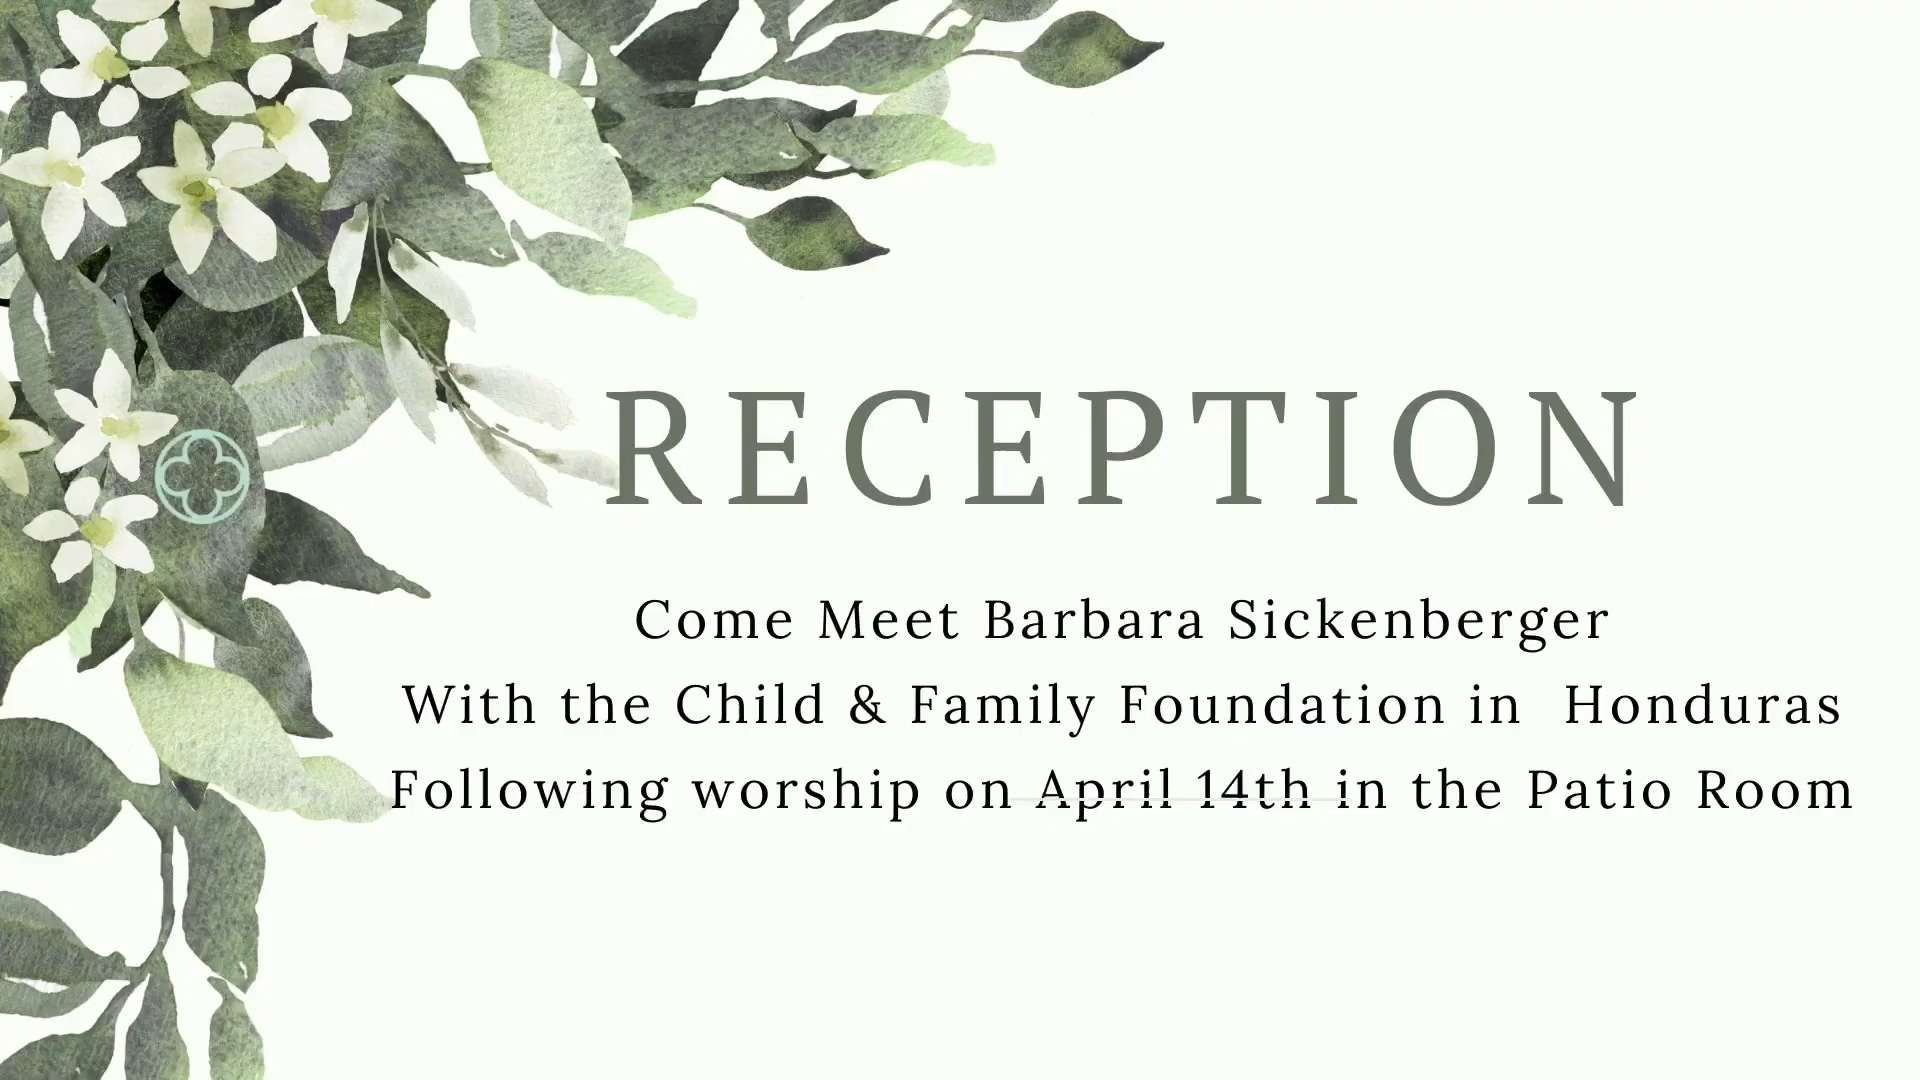 RECEPTION
Come Meet Barbara Sickenberger
With the Child & Family Foundation in  Honduras
Following worship on April 14th in the Patio Room